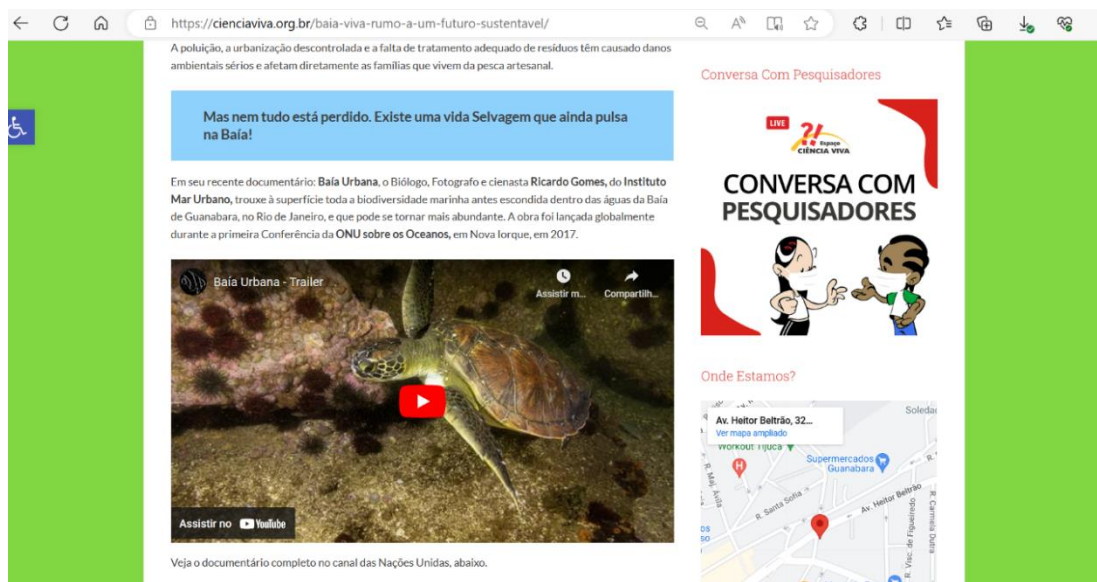 https://cienciaviva.org.br/baia-viva-rumo-a-um-futuro-sustentavel/
A poluição, a urbanização descontrolada e a falta de tratamento adequado de resíduos têm causado danos
ambientais sérios e afetam diretamente as famílias que vivem da pesca artesanal.
Mas nem tudo está perdido. Existe uma vida Selvagem que ainda pulsa
na Baía!
Em seu recente documentário: Baía Urbana, o Biólogo, Fotografo e cienasta Ricardo Gomes, do Instituto
Mar Urbano, trouxe à superfície toda a biodiversidade marinha antes escondida dentro das águas da Baía
de Guanabara, no Rio de Janeiro, e que pode se tornar mais abundante. A obra foi lançada globalmente
durante a primeira Conferência da ONU sobre os Oceanos, em Nova Iorque, em 2017.
Baía Urbana - Trailer
Assistir m...
Compartilh...
Assistir no YouTube
Veja o documentário completo no canal das Nações Unidas, abaixo.
Conversa Com Pesquisadores
LIVE
?!
Espaço
CIÊNCIA VIVA
CONVERSA COM
PESQUISADORES
Onde Estamos?
Av. Heitor Beltrão, 32...
Ver mapa ampliado
Workout Tijuca
Soledad
Supermercados
Guanabara
H
R. Maj. Ávila
R. Santa Sofia
Av. Heitor Beltrão
R. Visc. de Figueiredo
R. Carmela Dutra